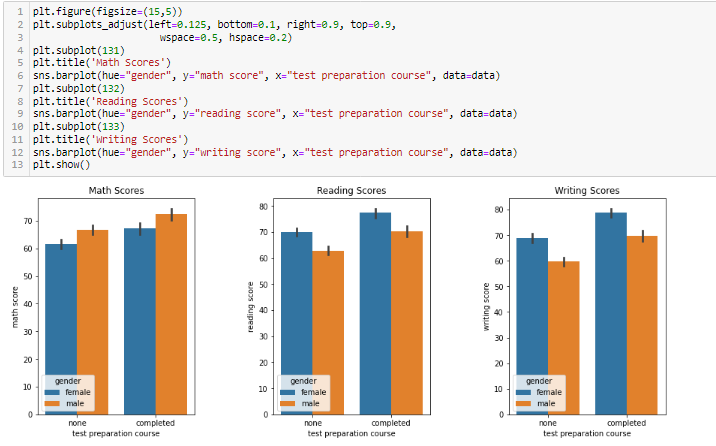 1 plt.figure(figsize=(15,5))
2 plt.subplots_adjust(left=0.125, bottom=0.1, right=0.9, top=0.9,
3 wspace=0.5, hspace=0.2)
4 plt.subplot(131)
5 plt.title('Math Scores')
6 sns.barplot(hue="gender", y="math score", x="test preparation course", data=data)
7 plt.subplot(132)
8 plt.title('Reading Scores')
9 sns.barplot(hue="gender", y="reading score", x="test preparation course", data=data)
10 plt.subplot(133)
11 plt.title('Writing Scores')
12 sns.barplot(hue="gender", y="writing score", x="test preparation course", data=data)
13 plt.show()
Math Scores
70
60
50
40
30
20
10
0
math score
gender
female
male
none completed
test preparation course
Reading Scores
80
70
60
50
40
30
20
10
0
reading score
gender
female
male
none completed
test preparation course
Writing Scores
80
70
60
50
40
30
20
10
0
writing score
gender
female
male
none completed
test preparation course